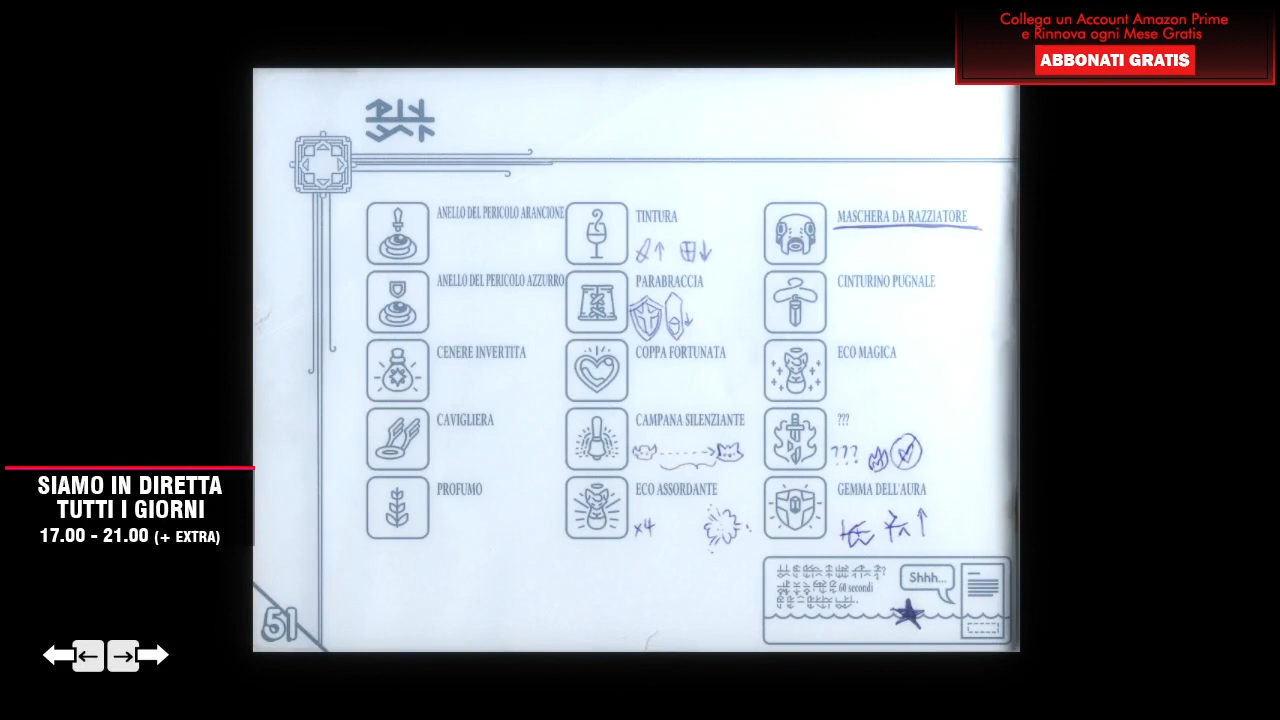 Collega un Account Amazon Prime
e Rinnova ogni Mese Gratis
ABBONATI GRATIS
ANELLO DEL PERICOLO ARANCIONE
TINTURA
MASCHERA DA RAZZIATORE
ANELLO DEL PERICOLO AZZURRO
PARABRACCIA
CINTURINO PUGNALE
CENERE INVERTITA
COPPA FORTUNATA
ECO MAGICA
CAVIGLIERA
CAMPANA SILENZIANTE
???
???
PROFUMO
ECO ASSORDANTE
x4
GEMMA DELL'AURA
Shhh...
60 secondi
51
SIAMO IN DIRETTA
TUTTI I GIORNI
17.00 - 21.00 (+ EXTRA)